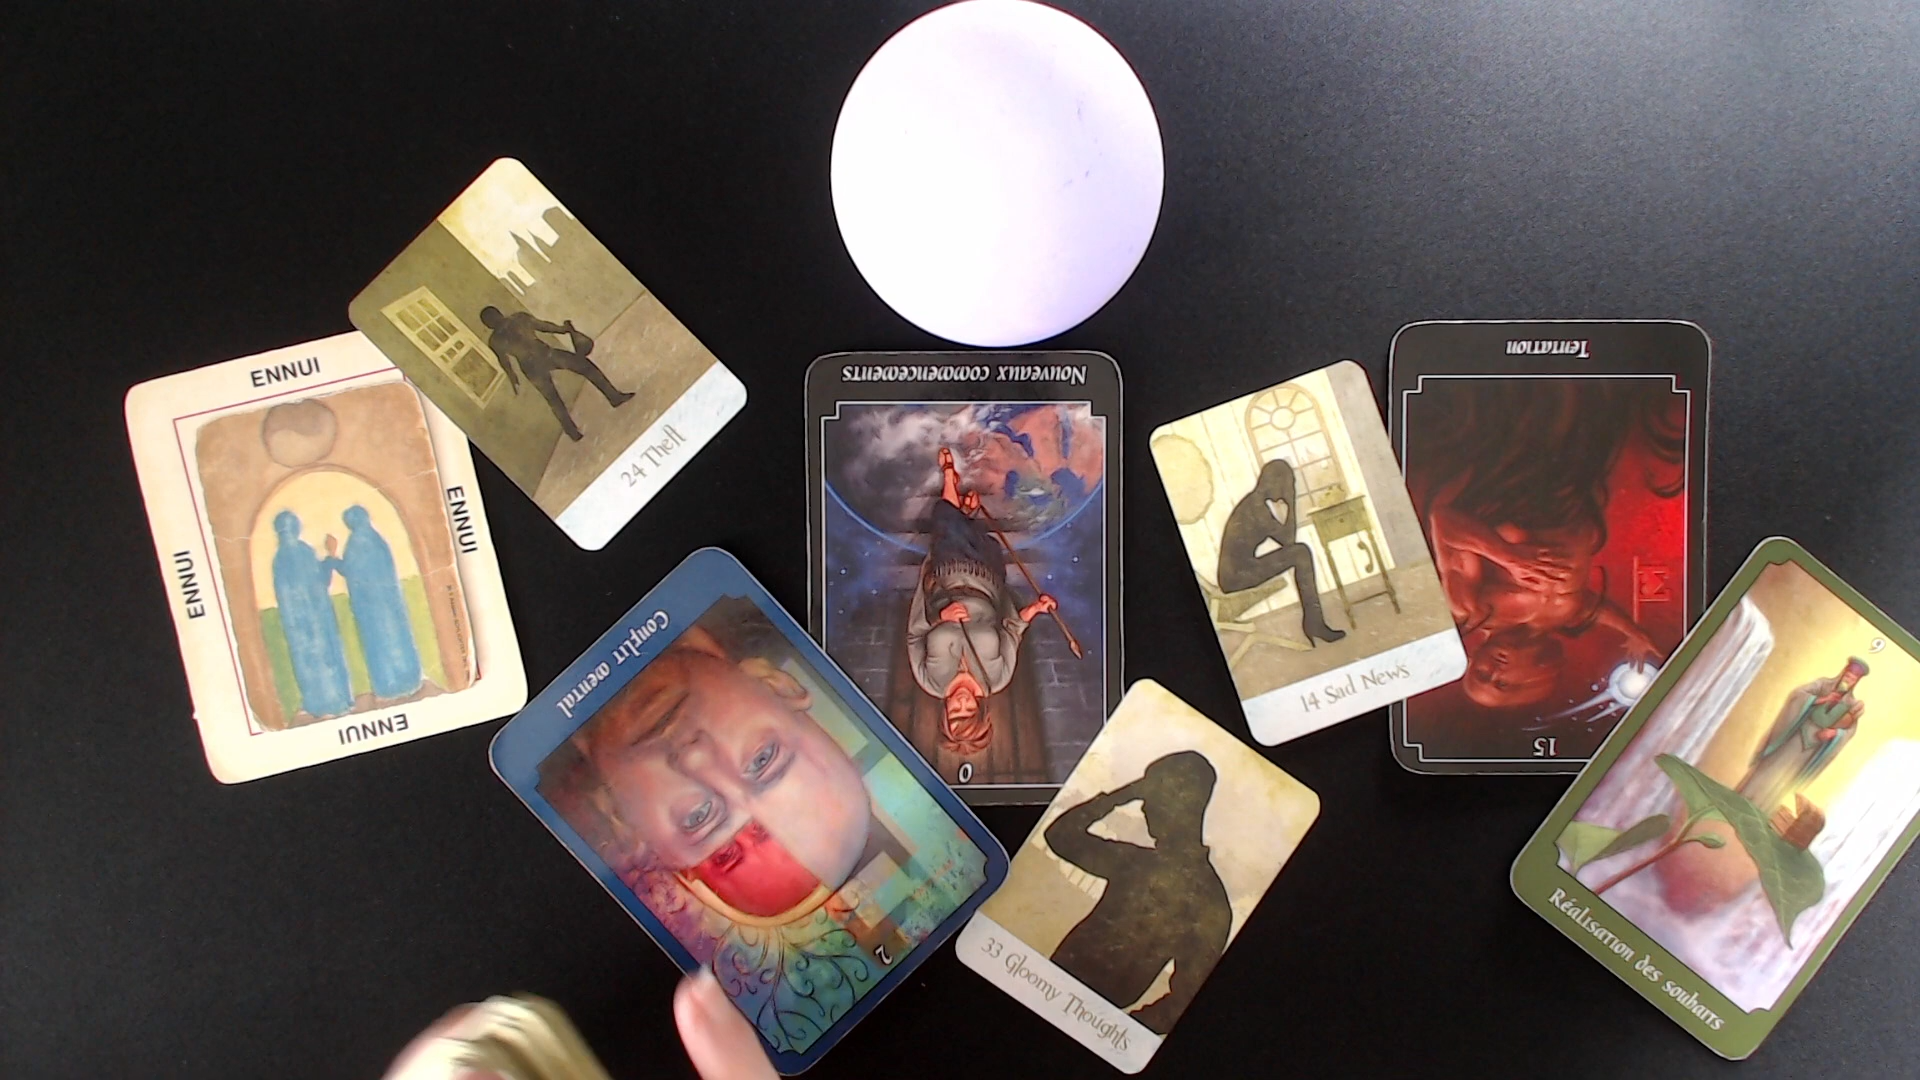 ENNUI
ENNUI
ENNUI
ENNUI
24 Theft
Conflit mental
2
Nouveaux commencements
0
33 Gloomy Thoughts
14 Sad News
Tentation
15
9
Réalisation des souhaits